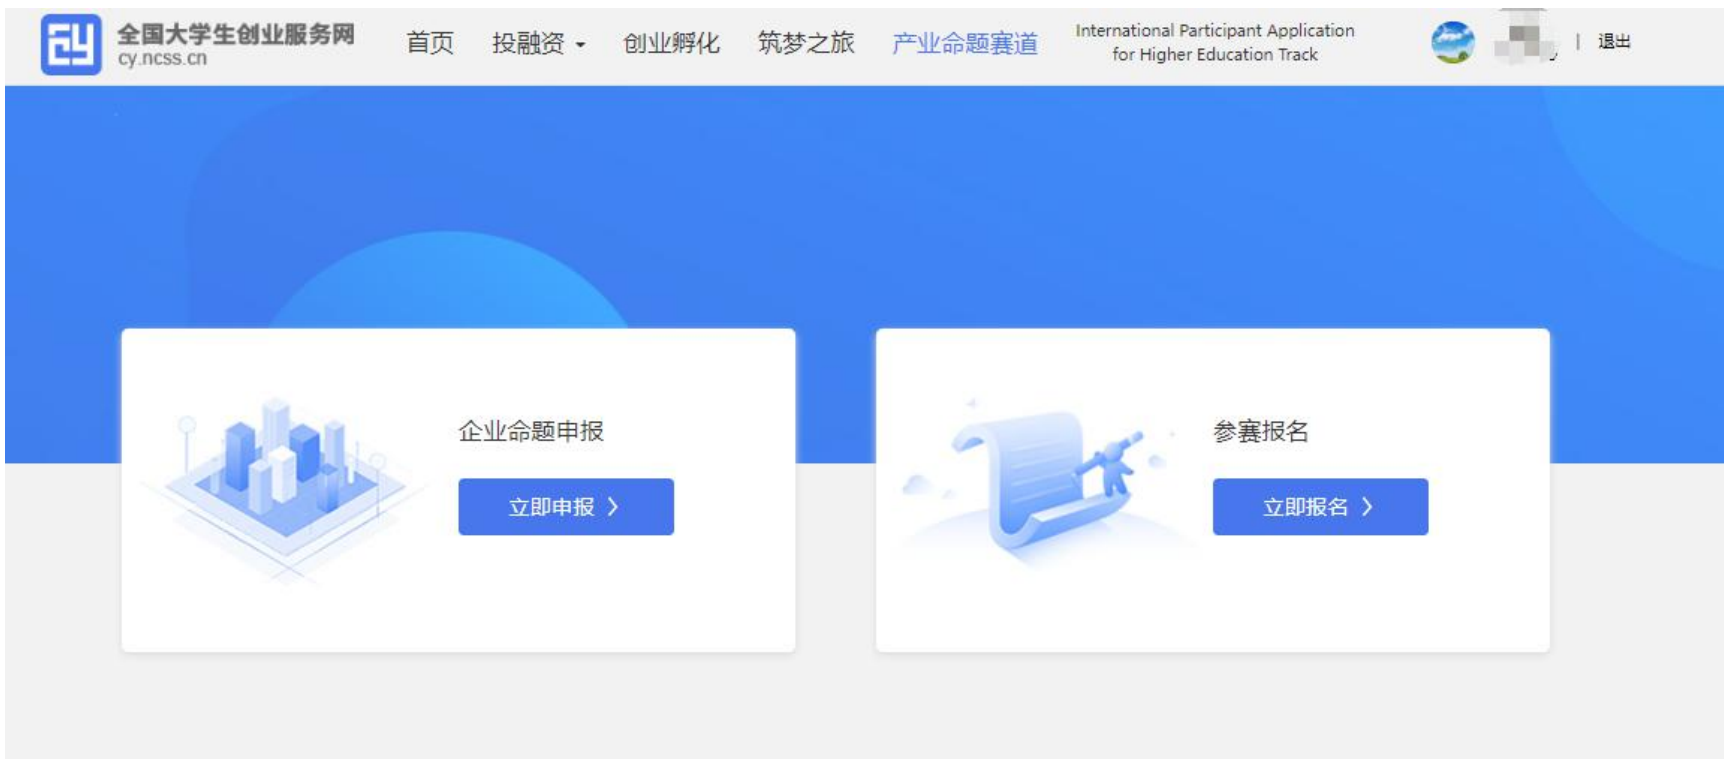 全国大学生创业服务网
cy.ncss.cn
首页 投融资 创业孵化 筑梦之旅 产业命题赛道
International Participant Application
for Higher Education Track
退出
企业命题申报
立即申报
参赛报名
立即报名